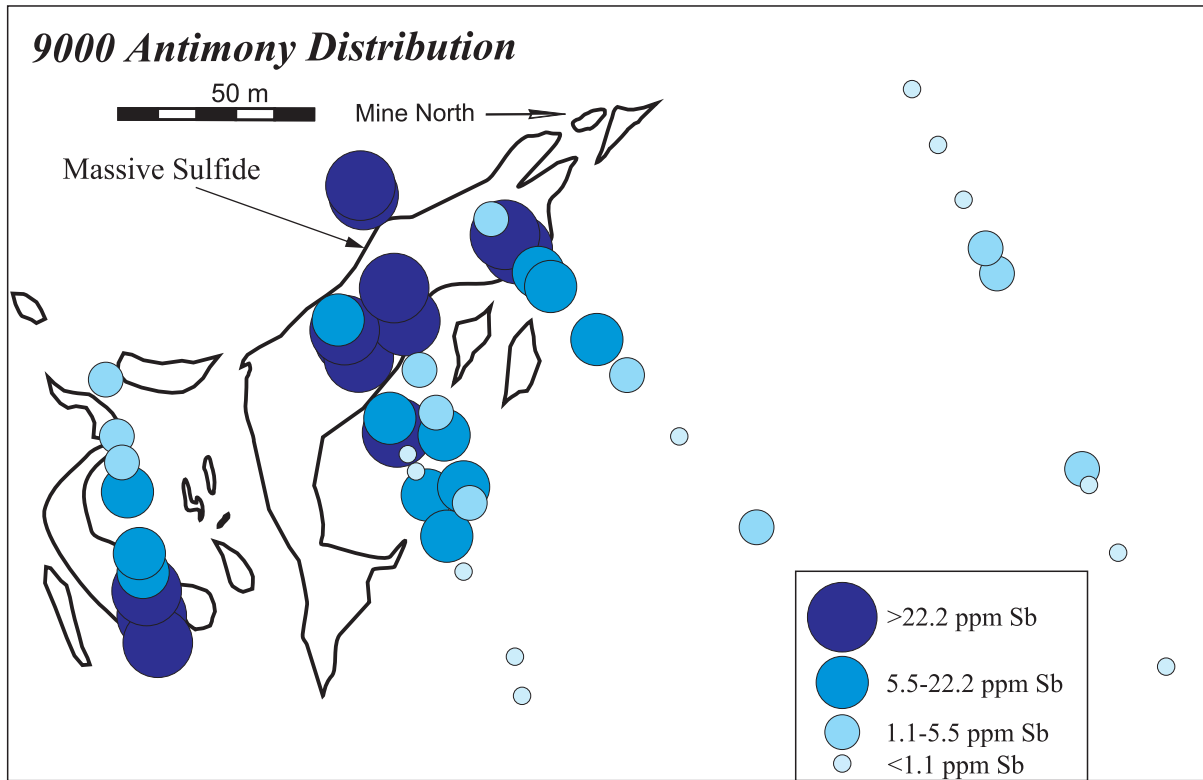 9000 Antimony Distribution
50 m
Mine North
Massive Sulfide
>22.2 ppm Sb
5.5-22.2 ppm Sb
1.1-5.5 ppm Sb
<1.1 ppm Sb